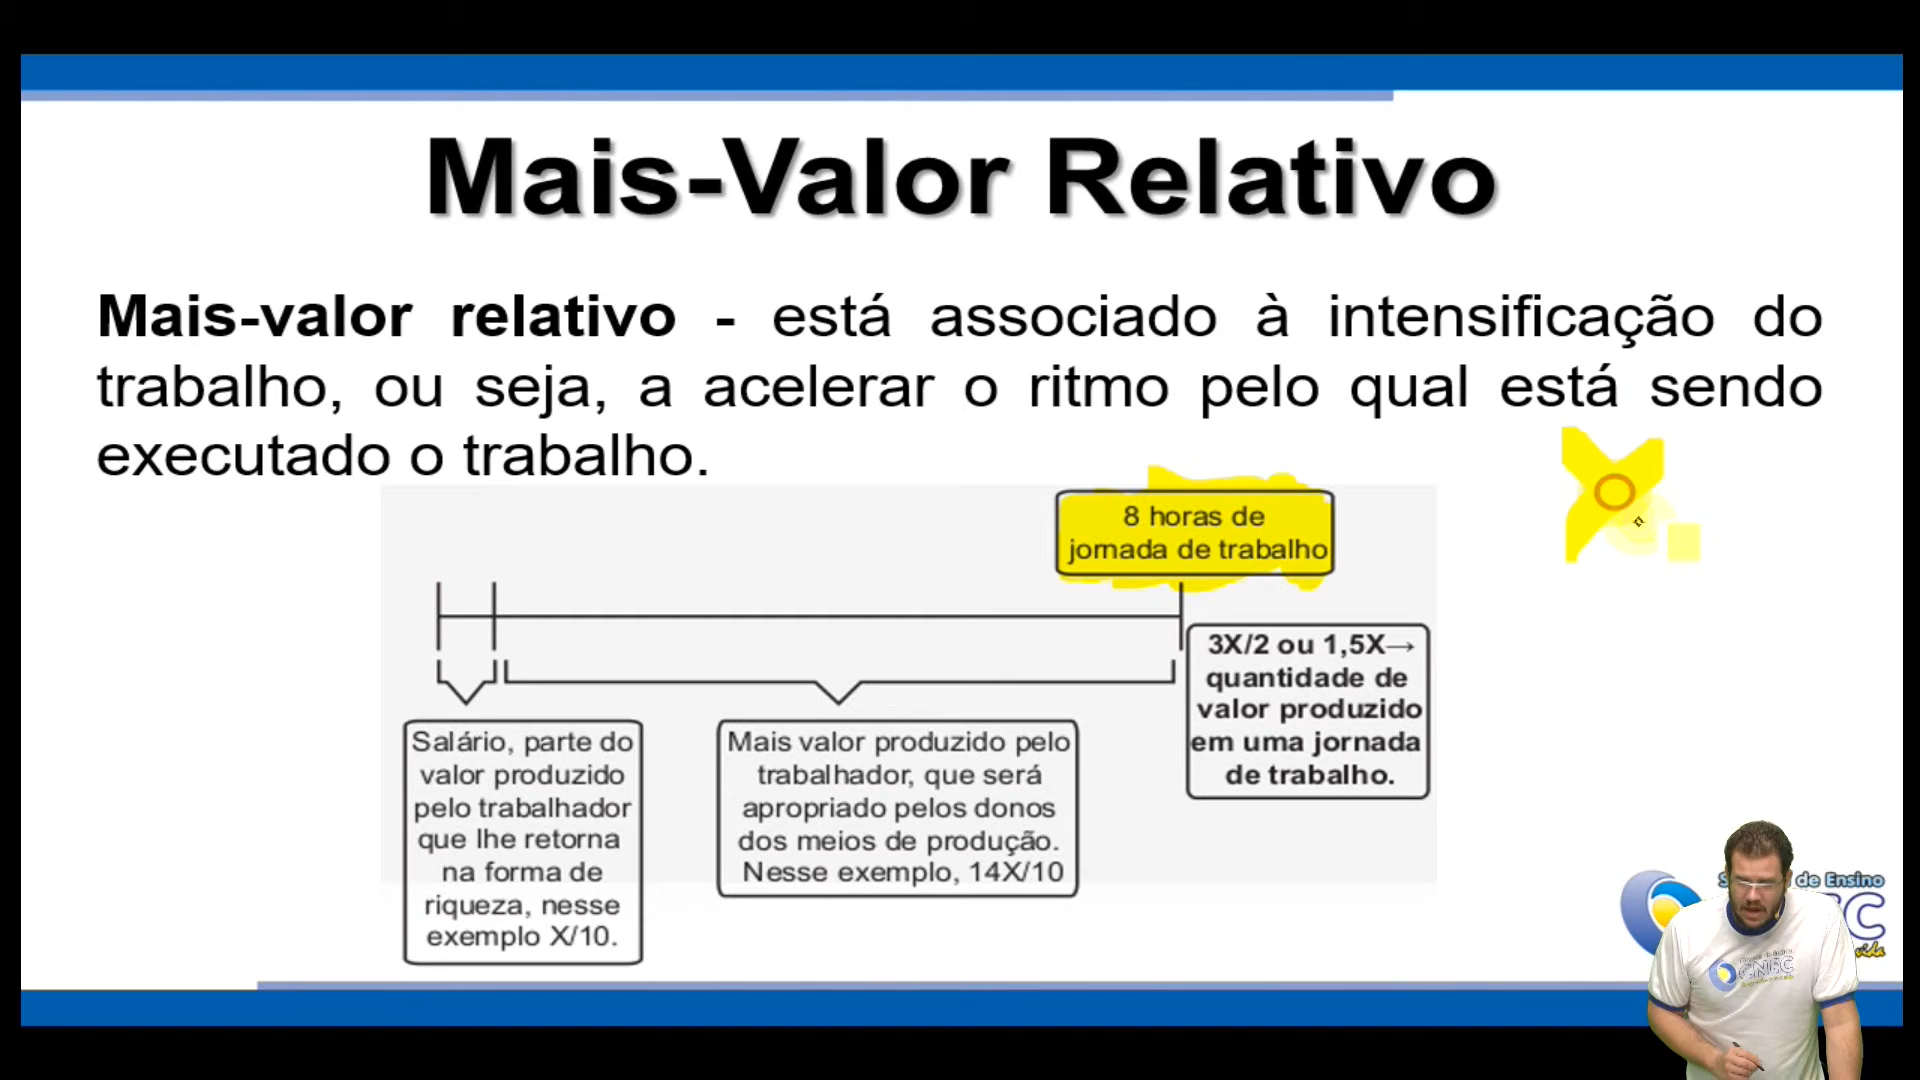 Mais-Valor Relativo
Mais-valor relativo - está associado à intensificação do
trabalho, ou seja, a acelerar o ritmo pelo qual está sendo
executado o trabalho.
8 horas de
jornada de trabalho
3X/2 ou 1,5X→
quantidade de
valor produzido
em uma jornada
de trabalho.
Salário, parte do
valor produzido
pelo trabalhador
que lhe retorna
na forma de
riqueza, nesse
exemplo X/10.
Mais valor produzido pelo
trabalhador, que será
apropriado pelos donos
dos meios de produção.
Nesse exemplo, 14X/10
de Ensino
vida
CNEC